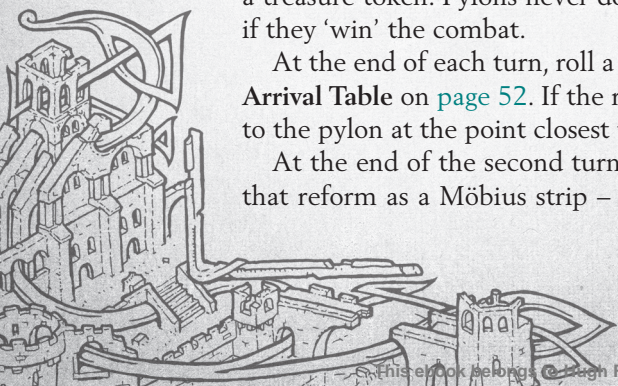 a treasure token. Pylons never do
if they ‘win’ the combat.
At the end of each turn, roll a
Arrival Table on page 52. If the r
to the pylon at the point closest
At the end of the second turn
that reform as a Möbius strip –
This ebook belongs to Hugh